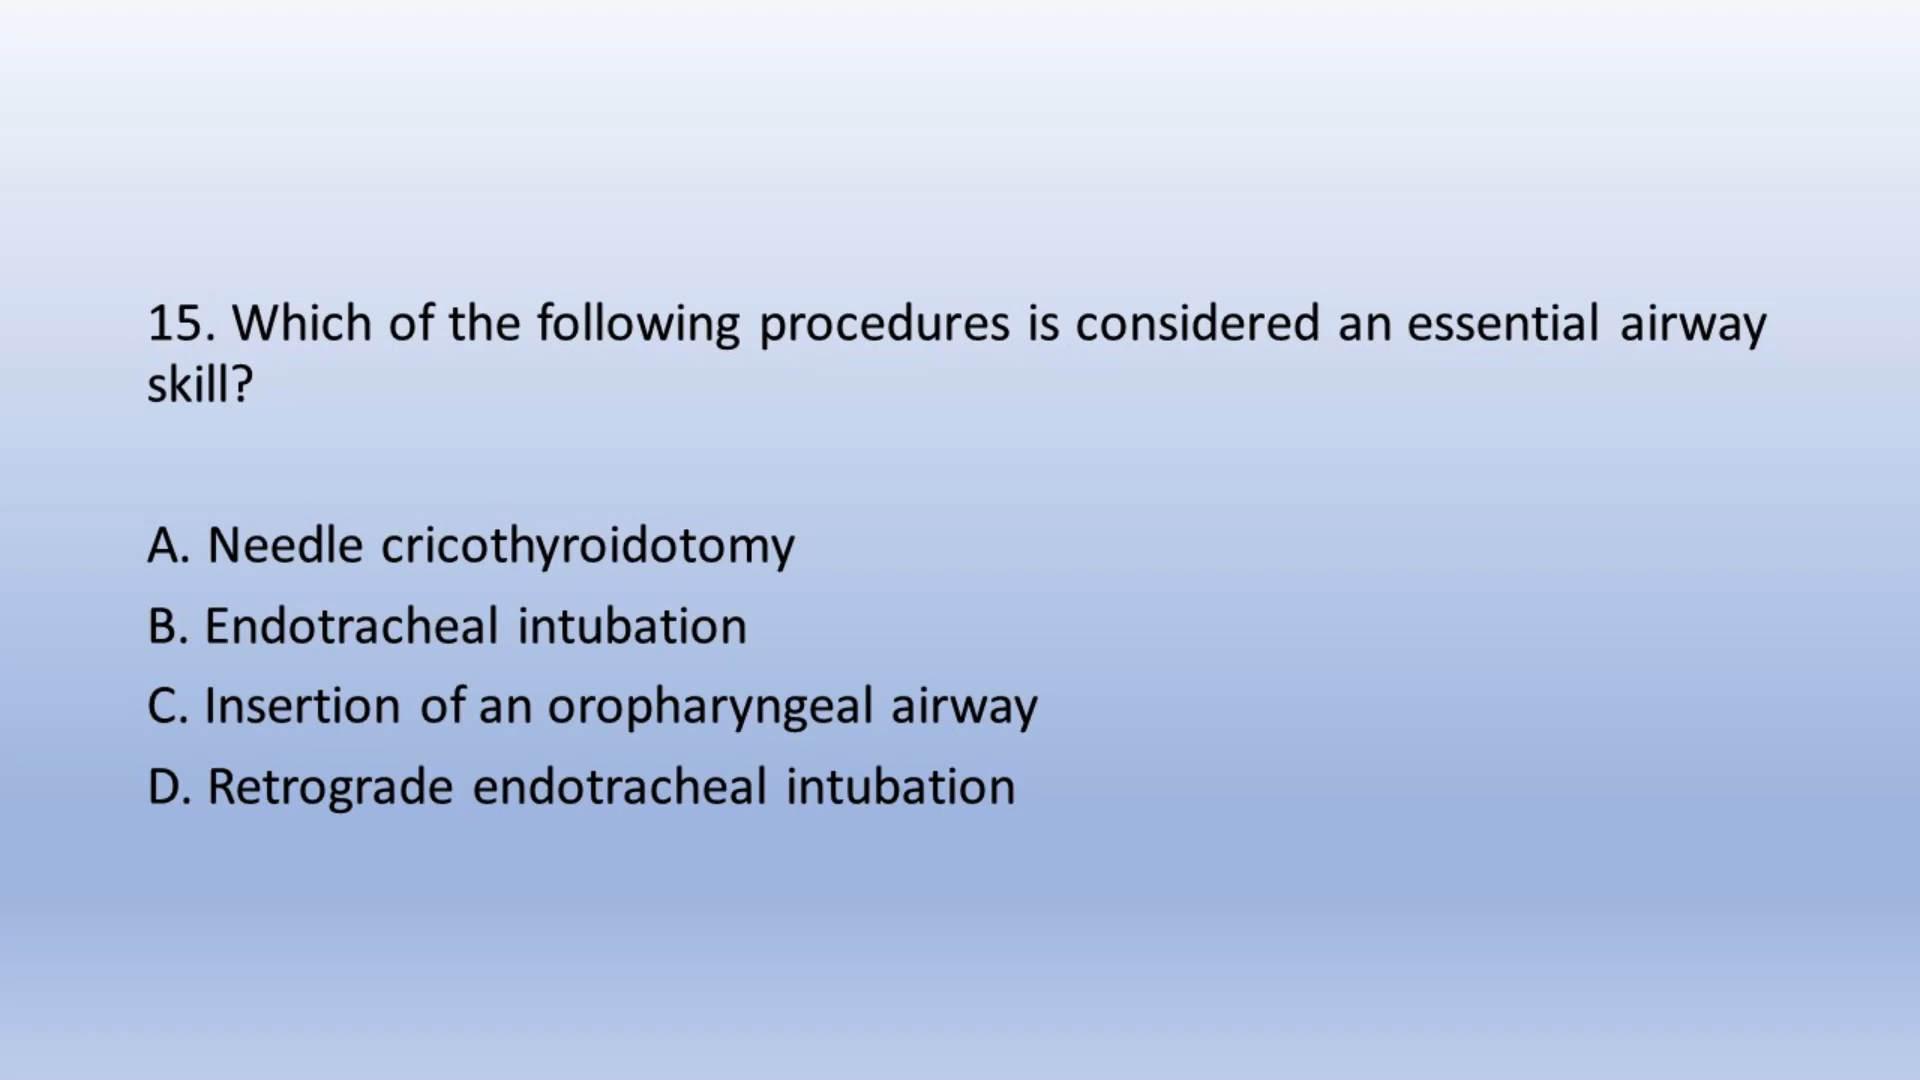 15. Which of the following procedures is considered an essential airway
skill?
A. Needle cricothyroidotomy
B. Endotracheal intubation
C. Insertion of an oropharyngeal airway
D. Retrograde endotracheal intubation